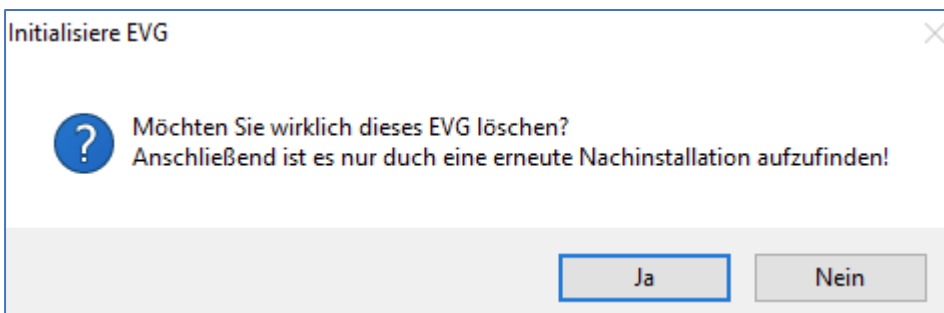 Initialisiere EVG
Möchten Sie wirklich dieses EVG löschen?
Anschließend ist es nur duch eine erneute Nachinstallation aufzufinden!
Ja
Nein